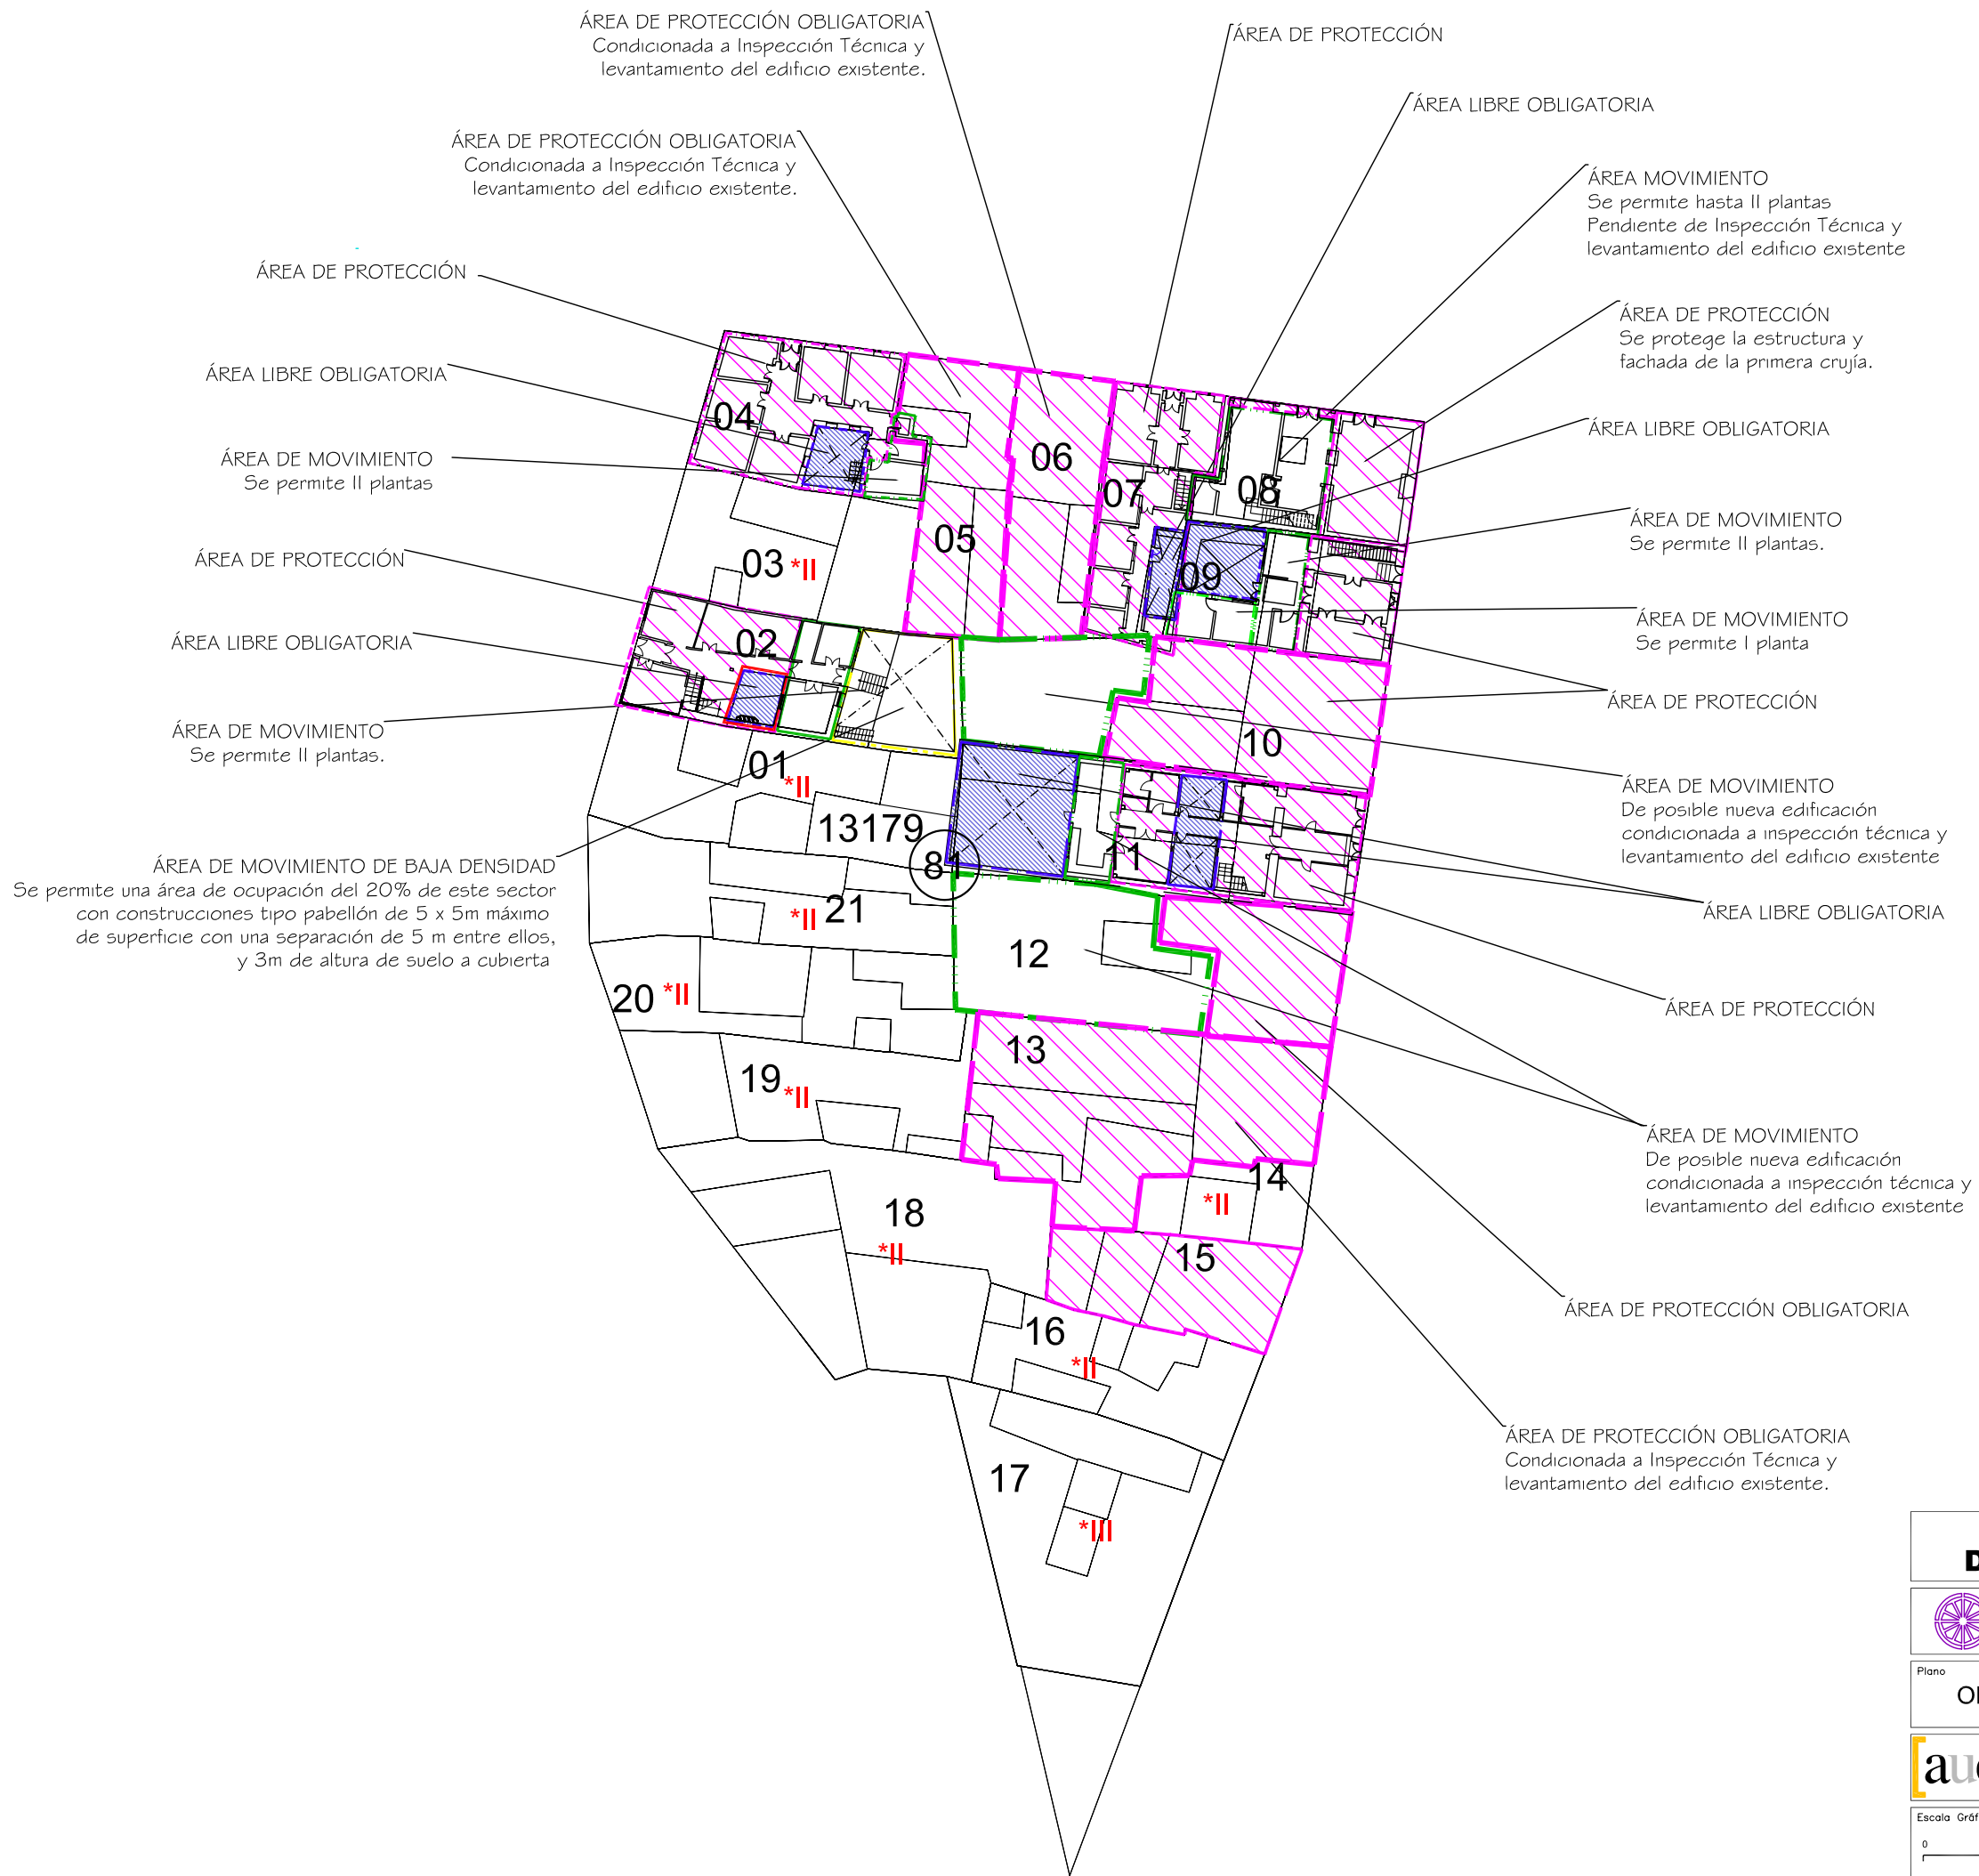 ÁREA DE PROTECCIÓN OBLIGATORIA
Condicionada a Inspección Técnica y
levantamiento del edificio existente.
ÁREA DE PROTECCIÓN
ÁREA LIBRE OBLIGATORIA
ÁREA DE PROTECCIÓN OBLIGATORIA
Condicionada a Inspección Técnica y
levantamiento del edificio existente.
ÁREA MOVIMIENTO
Se permite hasta II plantas
Pendiente de Inspección Técnica y
levantamiento del edificio existente
ÁREA DE PROTECCIÓN
ÁREA DE PROTECCIÓN
Se protege la estructura y
fachada de la primera crujía.
ÁREA LIBRE OBLIGATORIA
ÁREA LIBRE OBLIGATORIA
ÁREA DE MOVIMIENTO
Se permite II plantas
ÁREA DE MOVIMIENTO
Se permite II plantas.
ÁREA DE PROTECCIÓN
ÁREA DE MOVIMIENTO
Se permite I planta
ÁREA LIBRE OBLIGATORIA
ÁREA DE PROTECCIÓN
ÁREA DE MOVIMIENTO
Se permite II plantas.
ÁREA DE MOVIMIENTO
De posible nueva edificación
condicionada a inspección técnica y
levantamiento del edificio existente
ÁREA DE MOVIMIENTO DE BAJA DENSIDAD
Se permite una área de ocupación del 20% de este sector
con construcciones tipo pabellón de 5 x 5m máximo
de superficie con una separación de 5 m entre ellos,
y 3m de altura de suelo a cubierta
ÁREA LIBRE OBLIGATORIA
ÁREA DE PROTECCIÓN
ÁREA DE MOVIMIENTO
De posible nueva edificación
condicionada a inspección técnica y
levantamiento del edificio existente
ÁREA DE PROTECCIÓN OBLIGATORIA
ÁREA DE PROTECCIÓN OBLIGATORIA
Condicionada a Inspección Técnica y
levantamiento del edificio existente.
04
06
07
08
05
03 *II
09
02
10
01
*II
13179
81
11
*II 21
12
20 *II
13
19 *II
14
*II
18
*II
15
16
*II
17
*III
D
Plano
Escala Gráf
0